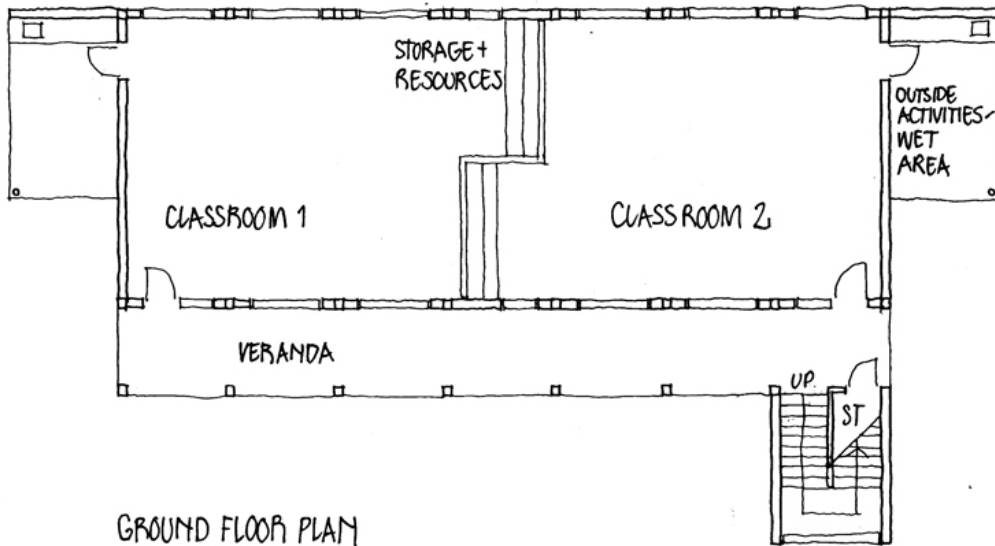 STORAGE +
RESOURCES
OUTSIDE
ACTIVITIES/
WET
AREA
CLASSROOM 1
CLASSROOM 2
VERANDA
UP
ST
GROUND FLOOR PLAN